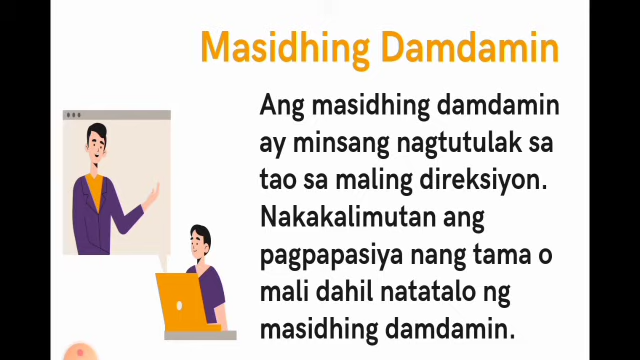 Masidhing Damdamin
Ang masidhing damdamin
ay minsang nagtutulak sa
tao sa maling direksiyon.
Nakakalimutan ang
pagpapasiya nang tama o
mali dahil natatalo ng
masidhing damdamin.